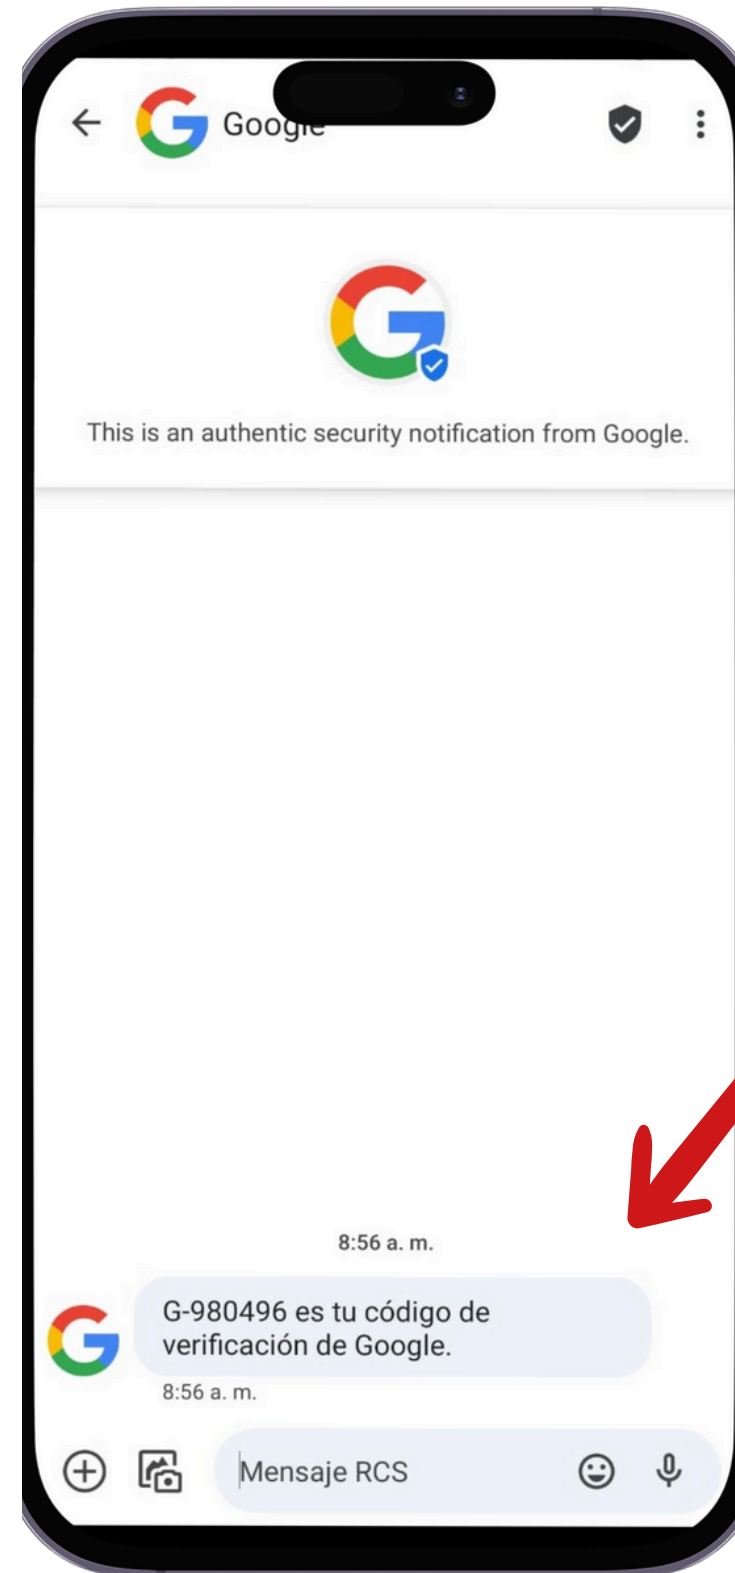 Google
This is an authentic security notification from Google.
8:56 a. m.
G-980496 es tu código de
verificación de Google.
8:56 a. m.
Mensaje RCS